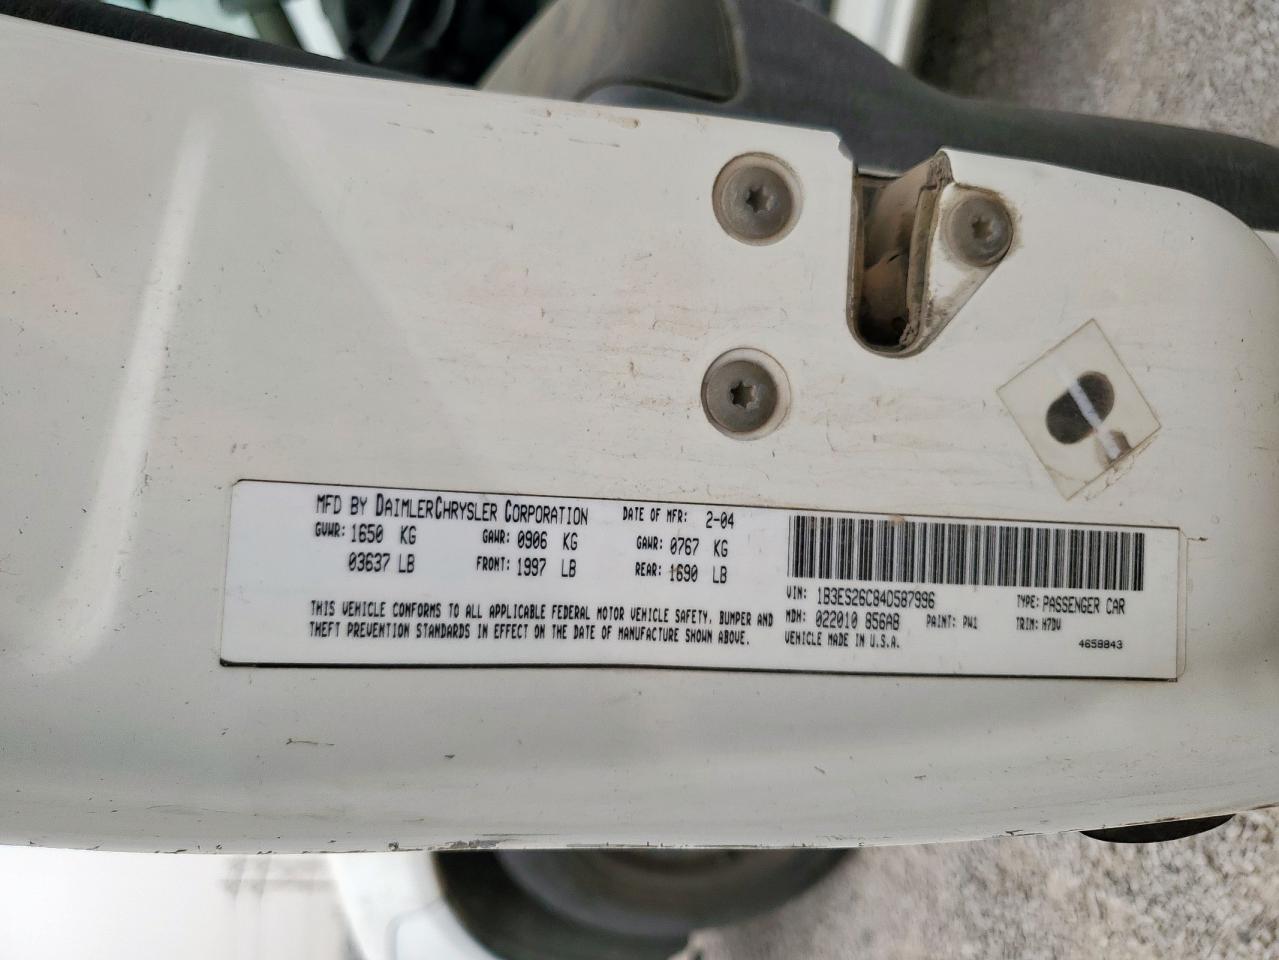 MFD BY DAIMLERCHRYSLER CORPORATION DATE OF MFR: 2-04
GVWR: 1650 KG GAWR: 0906 KG GAWR: 0767 KG
03637 LB FRONT: 1997 LB REAR: 1690 LB
THIS VEHICLE CONFORMS TO ALL APPLICABLE FEDERAL MOTOR VEHICLE SAFETY, BUMPER AND
THEFT PREVENTION STANDARDS IN EFFECT ON THE DATE OF MANUFACTURE SHOWN ABOVE.
VIN: 1B3ES26C84D587996 TYPE: PASSENGER CAR
MDH: 022010 856AB PAINT: PW1 TRIM: H7DV
VEHICLE MADE IN U.S.A. 4658843